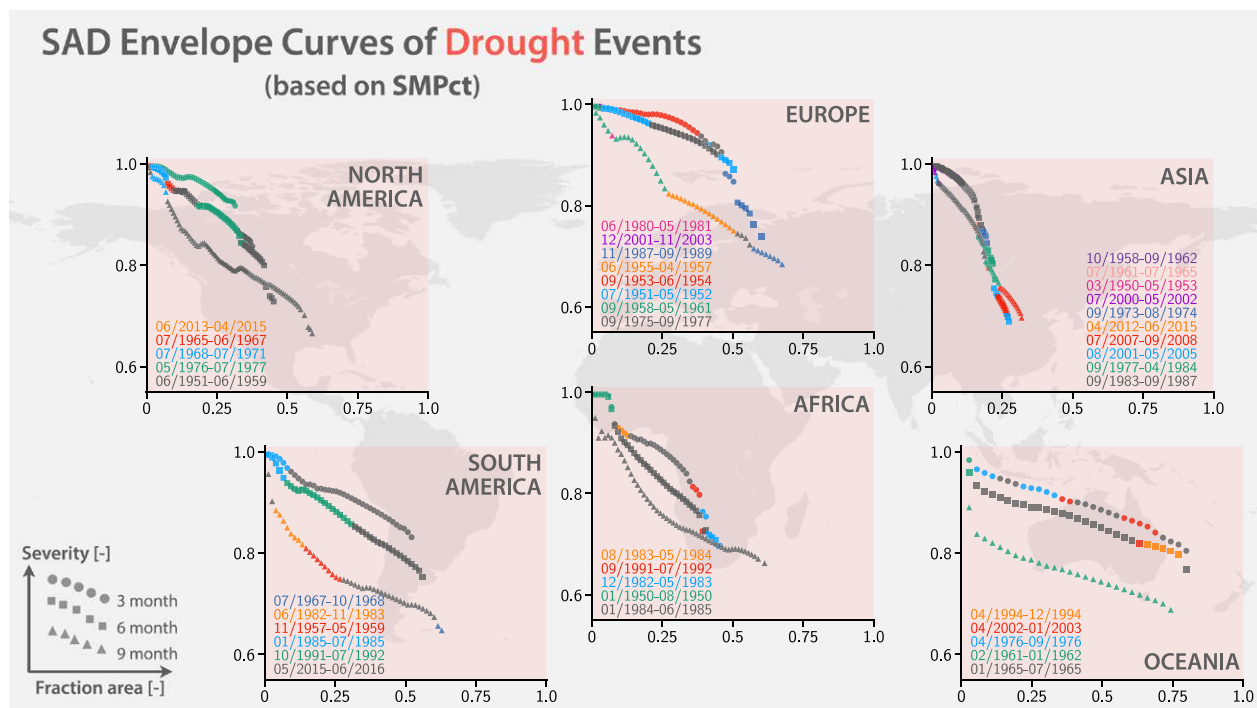 SAD Envelope Curves of Drought Events
(based on SMPct)
EUROPE
1.0
0.8
0.6
06/1980-05/1981
12/2001-11/2003
11/1987-09/1989
06/1955-04/1957
09/1953-06/1954
07/1951-05/1952
09/1958-05/1961
09/1975-09/1977
0 0.25 0.5 0.75 1.0
NORTH
AMERICA
1.0
0.8
0.6
06/2013-04/2015
07/1965-06/1967
07/1968-07/1971
05/1976-07/1977
06/1951-06/1959
0 0.25 0.5 0.75 1.0
ASIA
1.0
0.8
0.6
10/1958-09/1962
07/1961-07/1965
03/1950-05/1953
07/2000-05/2002
09/1973-08/1974
04/2012-06/2015
07/2007-09/2008
08/2001-05/2005
09/1977-04/1984
09/1983-09/1987
0 0.25 0.5 0.75 1.0
AFRICA
1.0
0.8
0.6
08/1983-05/1984
09/1991-07/1992
12/1982-05/1983
01/1950-08/1950
01/1984-06/1985
0 0.25 0.5 0.75 1.0
SOUTH
AMERICA
1.0
0.8
0.6
07/1967-10/1968
06/1982-11/1983
11/1957-05/1959
01/1985-07/1985
10/1991-07/1992
05/2015-06/2016
0 0.25 0.5 0.75 1.0
1.0
0.8
0.6
04/1994-12/1994
04/2002-01/2003
04/1976-09/1976
02/1961-01/1962
01/1965-07/1965
OCEANIA
0 0.25 0.5 0.75 1.0
Severity [-]
3 month
6 month
9 month
Fraction area [-]